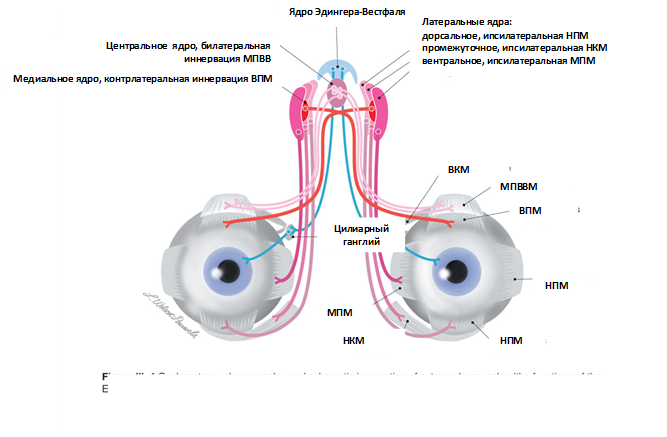 Ядро Эдингера-Вестфаля
Центральное ядро, билатеральная
иннервация МПВВ
Медиальное ядро, контрлатеральная иннервация ВПМ
Латеральные ядра:
дорсальное, ипсилатеральная НПМ
промежуточное, ипсилатеральная НКМ
вентральное, ипсилатеральная МПМ
ВКМ
МПВВМ
ВПМ
Цилиарный
ганглий
НПМ
МПМ
НКМ
НПМ
F
E